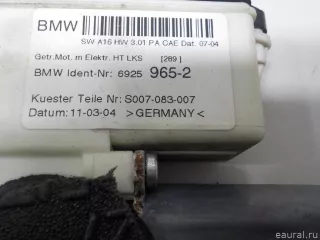 BMW
SW A16 HW 3.01 PA CAE Dat. 07-04
Getr.Mot. m Elektr. HT LKS [269]
BMW Ident-Nr: 6925 965-2
Kuester Teile Nr: S007-083-007
Datum: 11-03-04 >GERMANY<
eaural.ru